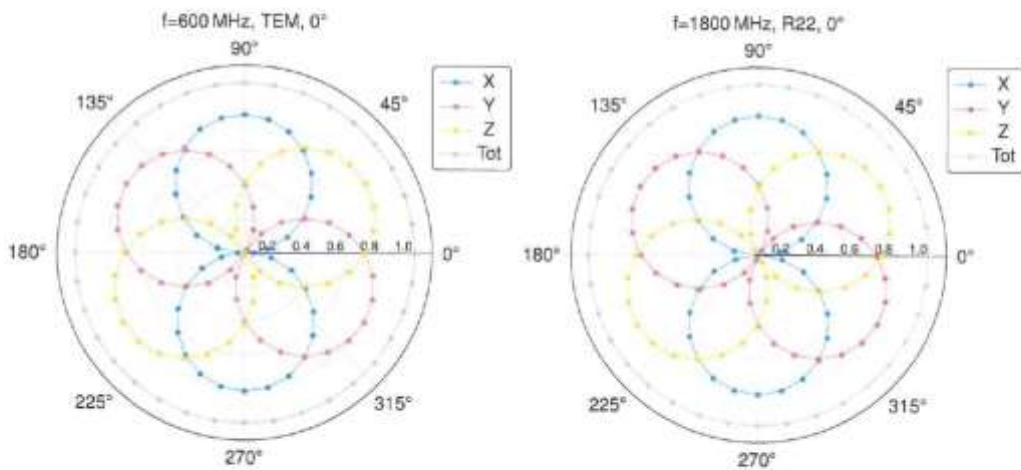 f=600 MHz, TEM, 0°
90°
135°
45°
X
Y
Z
Tot
180°
0.2 0.4 0.6 0.8 1.0
0°
225°
315°
270°
f=1800 MHz, R22, 0°
90°
135°
45°
X
Y
Z
Tot
180°
0.2 0.4 0.6 0.8 1.0
0°
225°
315°
270°